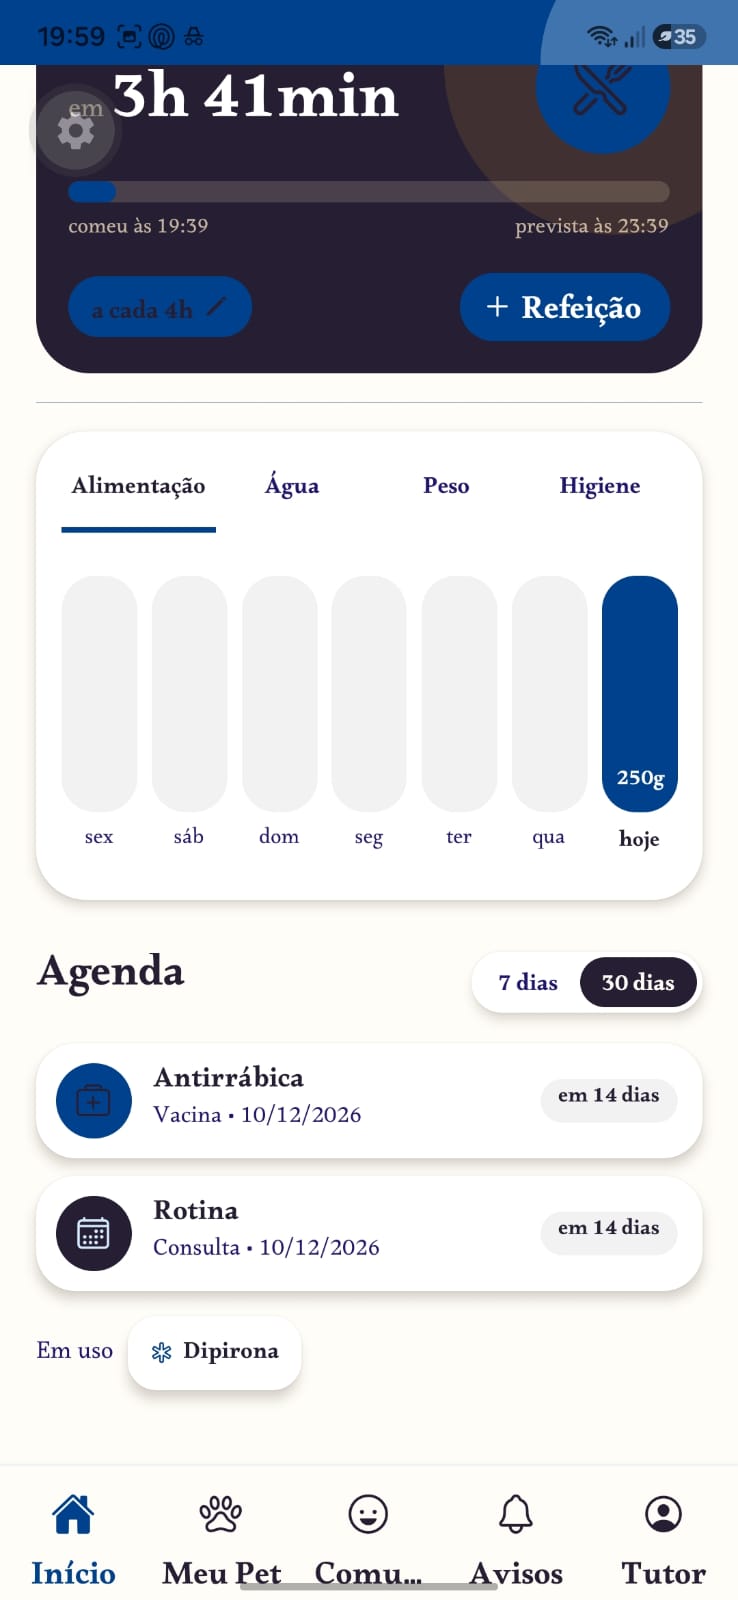 19:59
35
em 3h 41min
comeu às 19:39
prevista às 23:39
a cada 4h
+ Refeição
Alimentação
Água
Peso
Higiene
250g
sex
sáb
dom
seg
ter
qua
hoje
Agenda
7 dias
30 dias
Antirrábica
Vacina • 10/12/2026
em 14 dias
Rotina
Consulta • 10/12/2026
em 14 dias
Em uso
Dipirona
Início
Meu Pet
Comu...
Avisos
Tutor